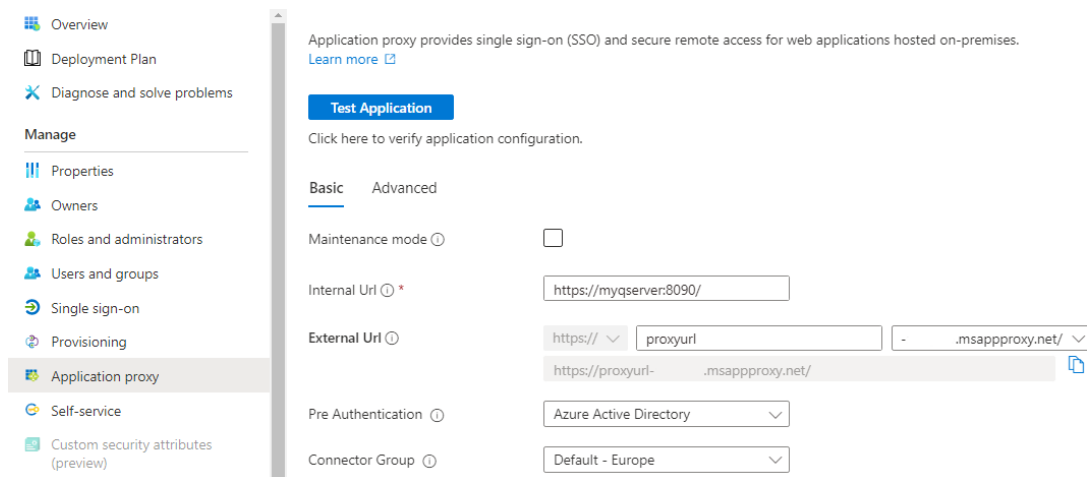 Overview
Deployment Plan
Diagnose and solve problems
Manage
Properties
Owners
Roles and administrators
Users and groups
Single sign-on
Provisioning
Application proxy
Self-service
Custom security attributes
(preview)
Application proxy provides single sign-on (SSO) and secure remote access for web applications hosted on-premises.
Learn more
Test Application
Click here to verify application configuration.
Basic Advanced
Maintenance mode
Internal Url * https://myqserver:8090/
External Url https:// proxyurl - .msappproxy.net/
https://proxyurl- .msappproxy.net/
Pre Authentication Azure Active Directory
Connector Group Default - Europe